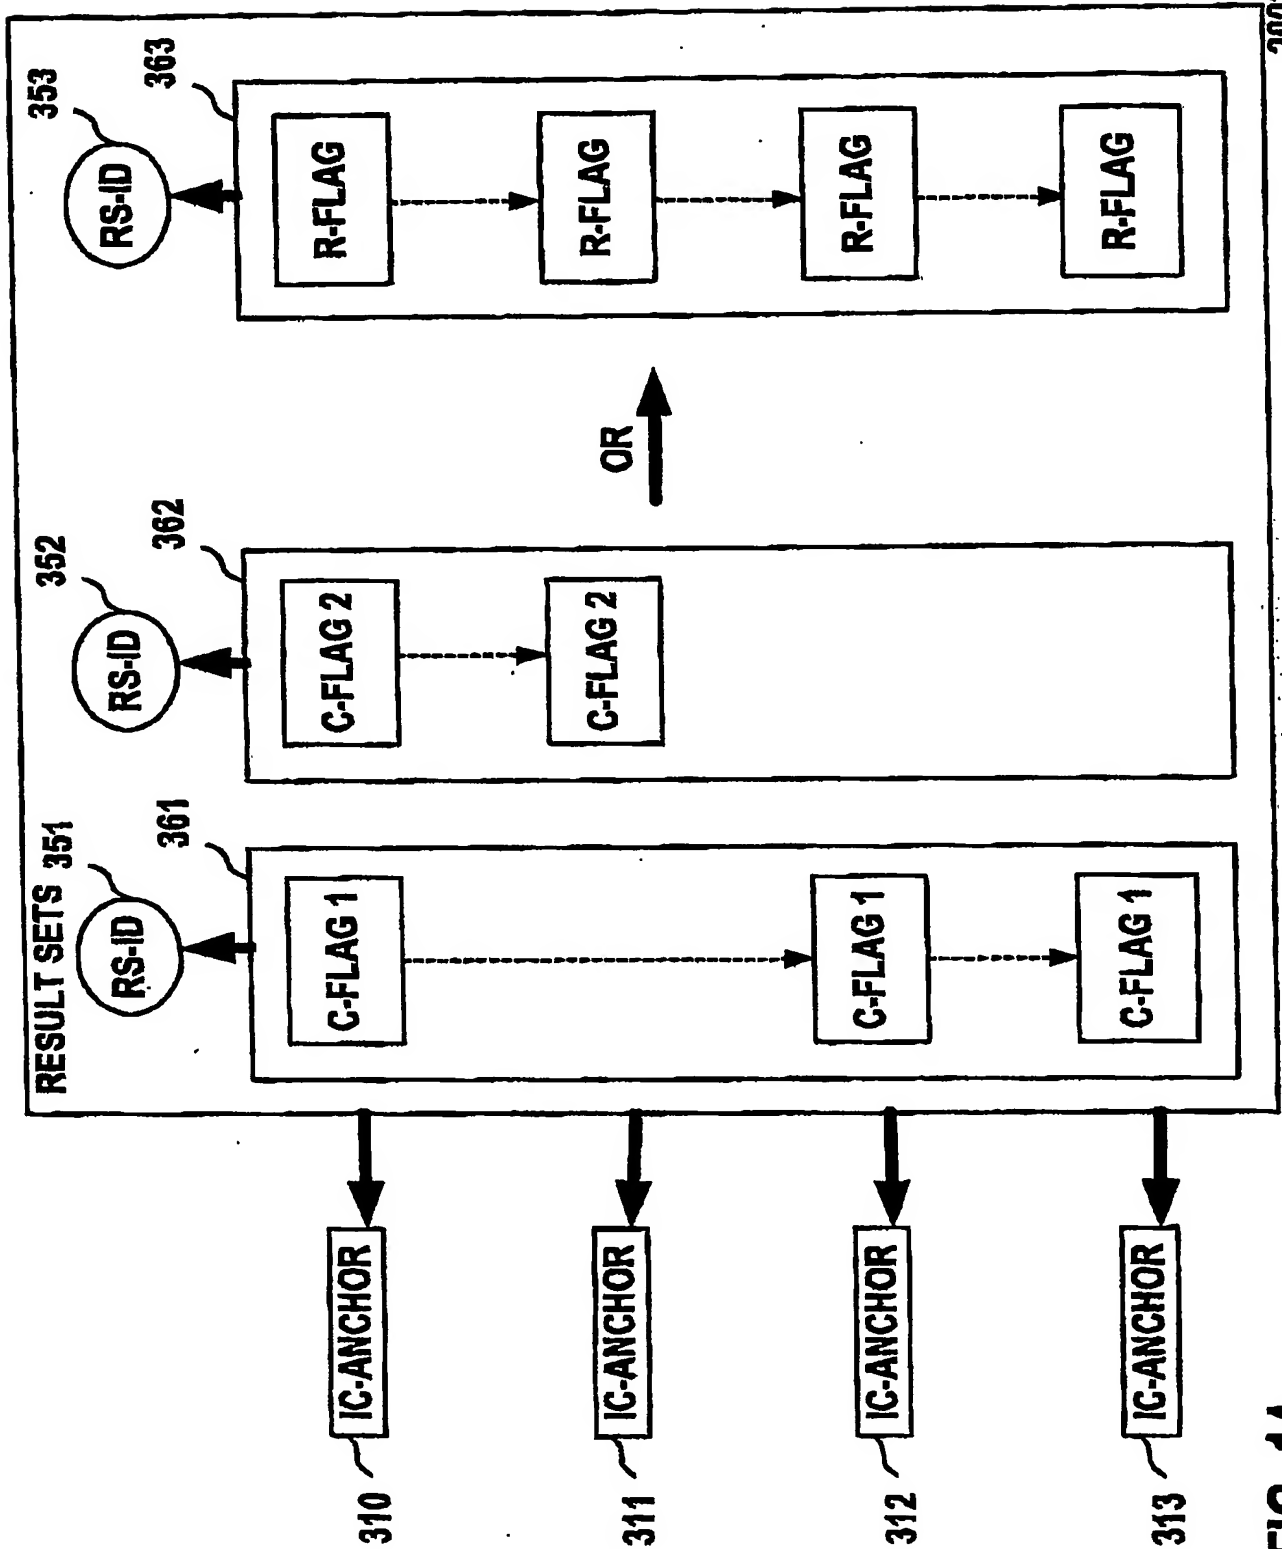 RESULT SETS
351
RS-ID
361
C-FLAG 1
C-FLAG 1
C-FLAG 1
352
RS-ID
362
C-FLAG 2
C-FLAG 2
OR
353
RS-ID
363
R-FLAG
R-FLAG
R-FLAG
R-FLAG
310
IC-ANCHOR
311
IC-ANCHOR
312
IC-ANCHOR
313
IC-ANCHOR